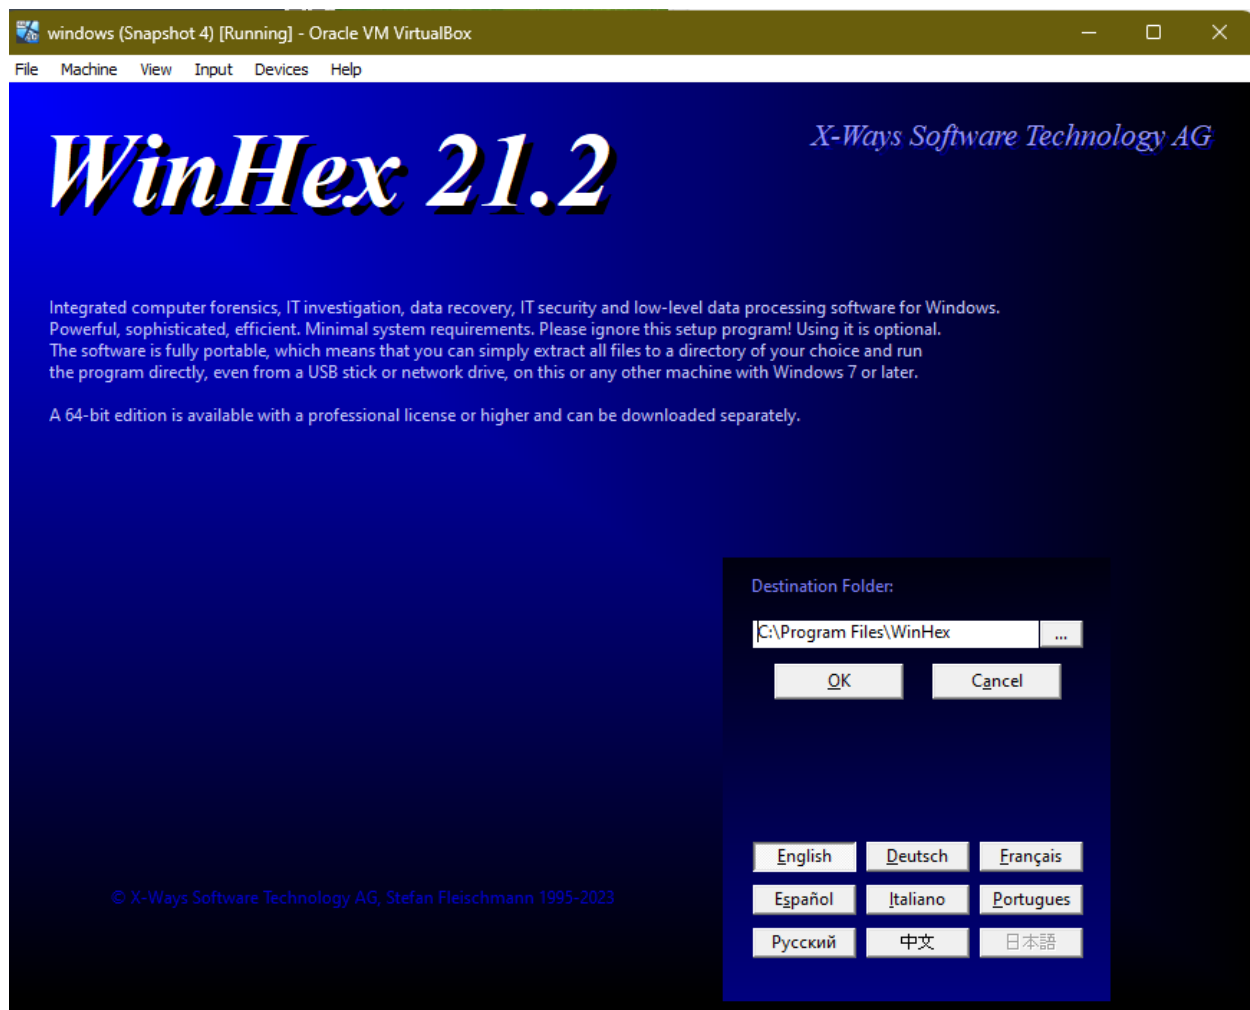 windows (Snapshot 4) [Running] - Oracle VM VirtualBox
File Machine View Input Devices Help
WinHex 21.2
X-Ways Software Technology AG
Integrated computer forensics, IT investigation, data recovery, IT security and low-level data processing software for Windows.
Powerful, sophisticated, efficient. Minimal system requirements. Please ignore this setup program! Using it is optional.
The software is fully portable, which means that you can simply extract all files to a directory of your choice and run
the program directly, even from a USB stick or network drive, on this or any other machine with Windows 7 or later.
A 64-bit edition is available with a professional license or higher and can be downloaded separately.
Destination Folder:
C:\Program Files\WinHex ...
OK Cancel
English Deutsch Français
Español Italiano Portugues
Русский 中文 日本語
© X-Ways Software Technology AG, Stefan Fleischmann 1995-2023